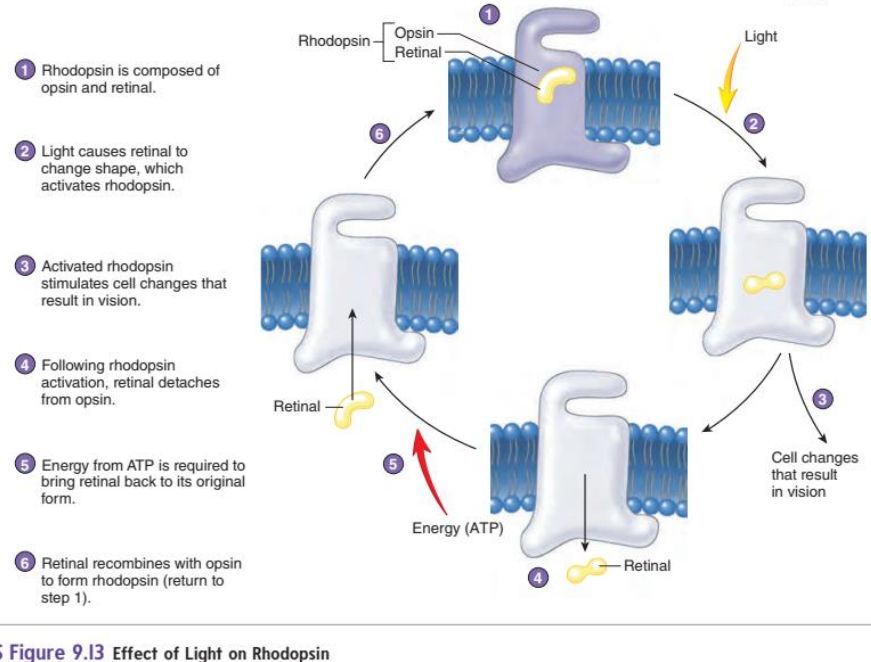 1 Rhodopsin is composed of
opsin and retinal.
2 Light causes retinal to
change shape, which
activates rhodopsin.
3 Activated rhodopsin
stimulates cell changes that
result in vision.
4 Following rhodopsin
activation, retinal detaches
from opsin.
5 Energy from ATP is required to
bring retinal back to its original
form.
6 Retinal recombines with opsin
to form rhodopsin (return to
step 1).
1
Rhodopsin
Opsin
Retinal
Light
2
3
Cell changes
that result
in vision
4
Retinal
5
Energy (ATP)
Retinal
6
Figure 9.13 Effect of Light on Rhodopsin